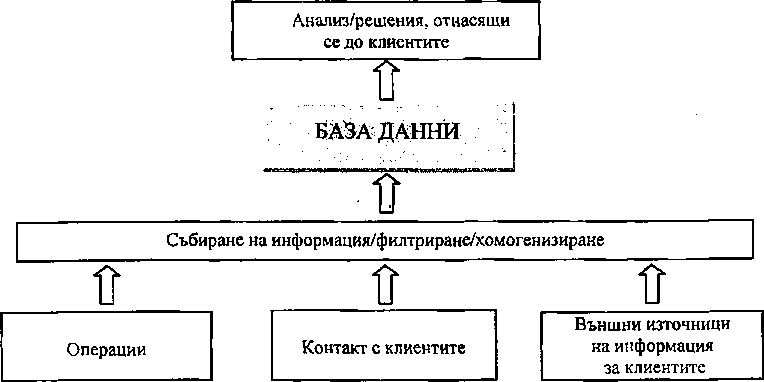 Анализ/решения, отнасящи
се до клиентите
БАЗА ДАННИ
Събиране на информация/филтриране/хомогенизиране
Операции
Контакт с клиентите
Външни източници
на информация
за клиентите